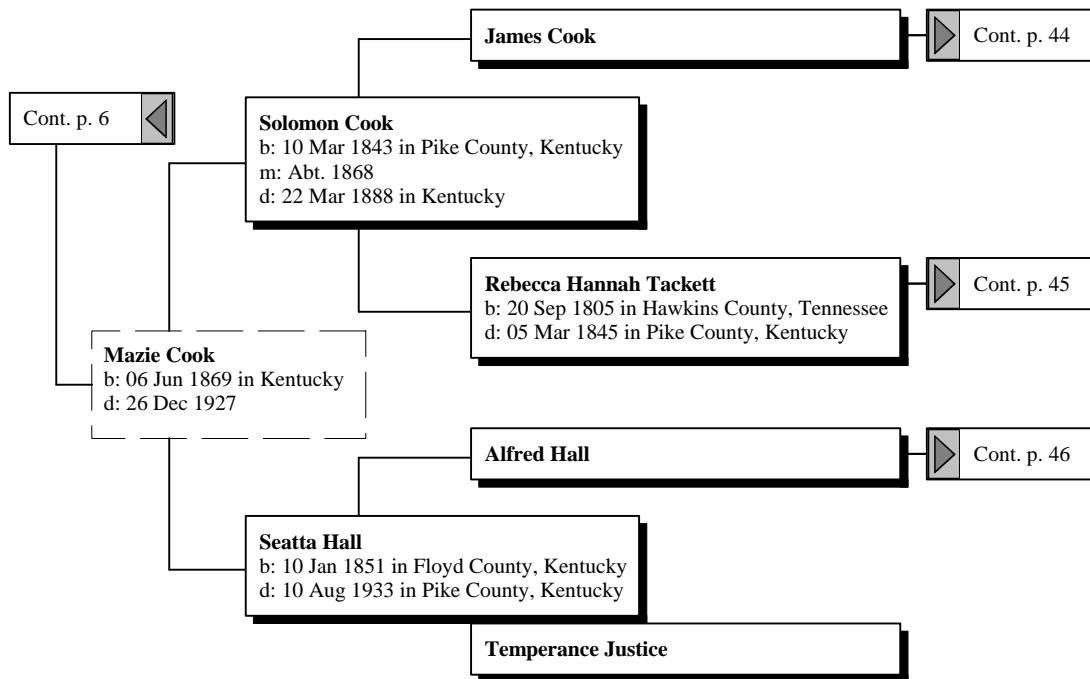 James Cook
Cont. p. 44
Cont. p. 6
Solomon Cook
b: 10 Mar 1843 in Pike County, Kentucky
m: Abt. 1868
d: 22 Mar 1888 in Kentucky
Rebecca Hannah Tackett
b: 20 Sep 1805 in Hawkins County, Tennessee
d: 05 Mar 1845 in Pike County, Kentucky
Cont. p. 45
Mazie Cook
b: 06 Jun 1869 in Kentucky
d: 26 Dec 1927
Alfred Hall
Cont. p. 46
Seatta Hall
b: 10 Jan 1851 in Floyd County, Kentucky
d: 10 Aug 1933 in Pike County, Kentucky
Temperance Justice